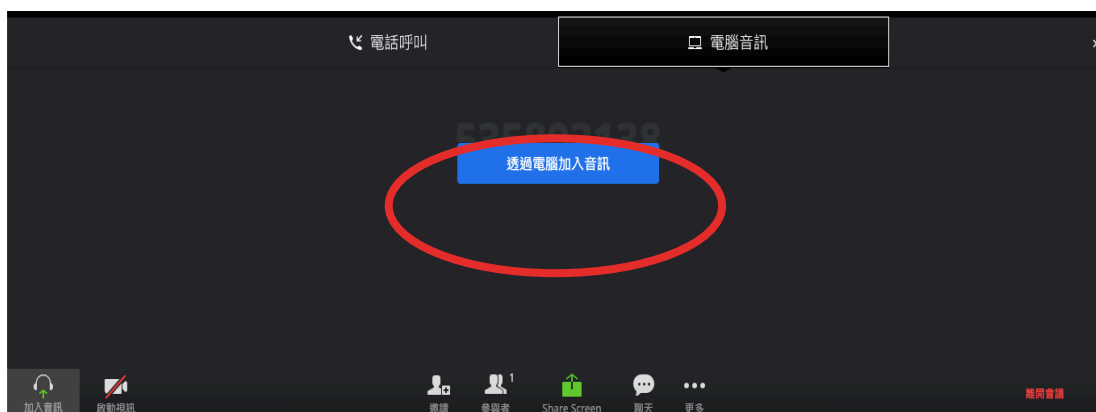 電話呼叫
電腦音訊
透過電腦加入音訊
加入音訊
啟動視訊
邀請
參與者
1
Share Screen
聊天
更多
離開會議